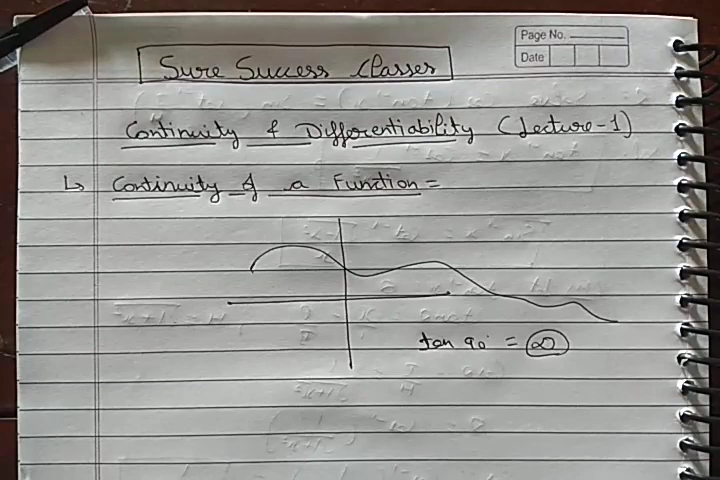 Page No.
Date
Sure Success Classes
Continuity & Differentiability (Lecture-1)
↳ Continuity of a Function =
tan 90° = ∞